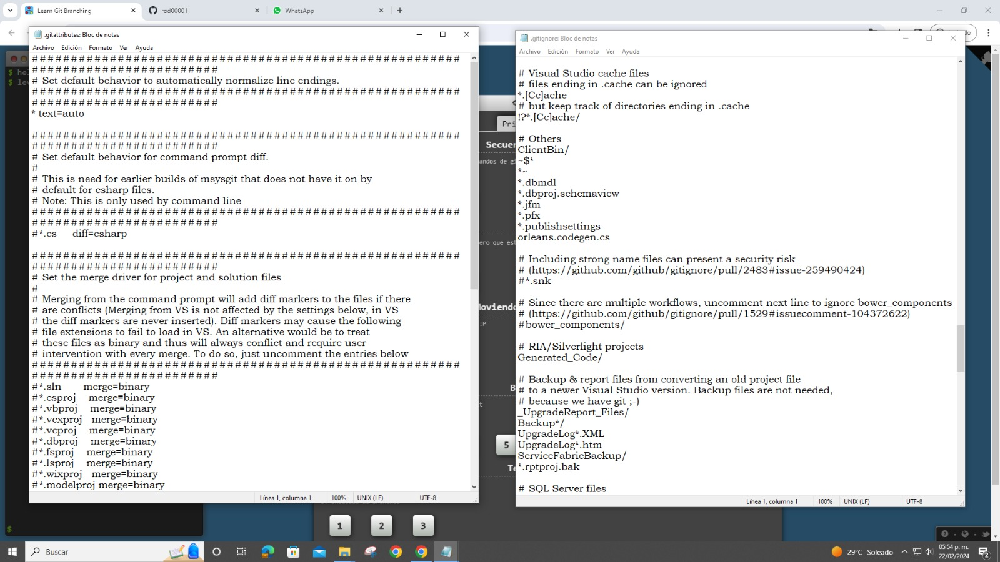 Learn Git Branching
rod00001
WhatsApp
.gitattributes: Bloc de notas
Archivo Edición Formato Ver Ayuda
#######################################################
########################
# Set default behavior to automatically normalize line endings.
#######################################################
########################
* text=auto
#######################################################
########################
# Set default behavior for command prompt diff.
#
# This is need for earlier builds of msysgit that does not have it on by
# default for csharp files.
# Note: This is only used by command line
#######################################################
########################
#*.cs diff=csharp
#######################################################
########################
# Set the merge driver for project and solution files
#
# Merging from the command prompt will add diff markers to the files if there
# are conflicts (Merging from VS is not affected by the settings below, in VS
# the diff markers are never inserted). Diff markers may cause the following
# file extensions to fail to load in VS. An alternative would be to treat
# these files as binary and thus will always conflict and require user
# intervention with every merge. To do so, just uncomment the entries below
#######################################################
########################
#*.sln merge=binary
#*.csproj merge=binary
#*.vbproj merge=binary
#*.vcxproj merge=binary
#*.vcproj merge=binary
#*.dbproj merge=binary
#*.fsproj merge=binary
#*.lsproj merge=binary
#*.wixproj merge=binary
#*.modelproj merge=binary
Línea 1, columna 1 100% UNIX (LF) UTF-8
.gitignore: Bloc de notas
Archivo Edición Formato Ver Ayuda
# Visual Studio cache files
# files ending in .cache can be ignored
*.[Cc]ache
# but keep track of directories ending in .cache
!?*.[Cc]ache/
# Others
ClientBin/
~$*
*~
*.dbmdl
*.dbproj.schemaview
*.jfm
*.pfx
*.publishsettings
orleans.codegen.cs
# Including strong name files can present a security risk
# (https://github.com/github/gitignore/pull/2483#issue-259490424)
#*.snk
# Since there are multiple workflows, uncomment next line to ignore bower_components
# (https://github.com/github/gitignore/pull/1529#issuecomment-104372622)
#bower_components/
# RIA/Silverlight projects
Generated_Code/
# Backup & report files from converting an old project file
# to a newer Visual Studio version. Backup files are not needed,
# because we have git ;-)
_UpgradeReport_Files/
Backup*/
UpgradeLog*.XML
UpgradeLog*.htm
ServiceFabricBackup/
*.rptproj.bak
# SQL Server files
Línea 1, columna 1 100% UNIX (LF) UTF-8
$ he
$ le
$
Pri
Secue
andos de gi
ero que est
Moviendo
:P
B
t
5
Te
1 2 3
Buscar
29°C Soleado
05:54 p. m.
22/02/2024
2